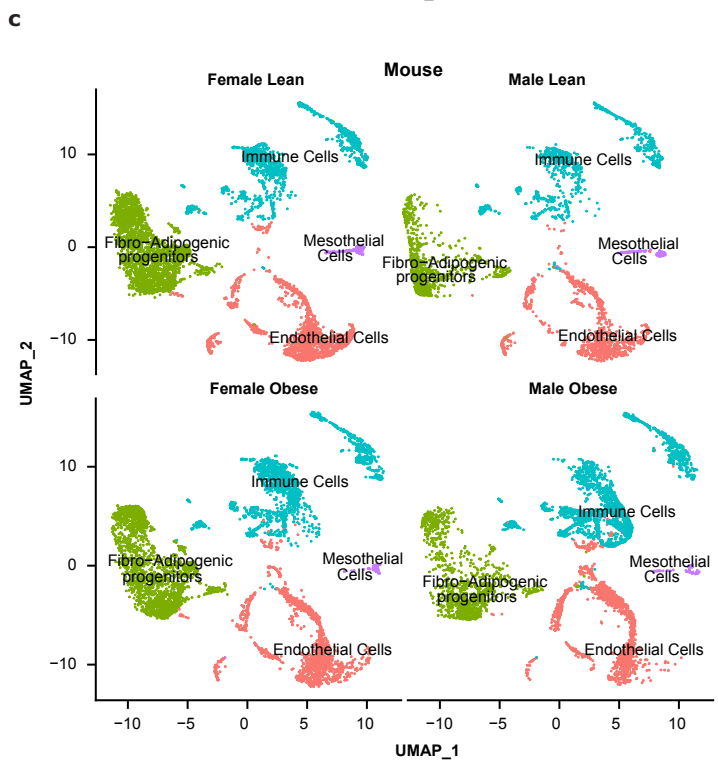 c
Mouse
Female Lean
Male Lean
10
0
−10
Immune Cells
Fibro−Adipogenic
progenitors
Mesothelial
Cells
Endothelial Cells
Immune Cells
Fibro−Adipogenic
progenitors
Mesothelial
Cells
Endothelial Cells
UMAP_2
Female Obese
Male Obese
10
0
−10
Immune Cells
Fibro−Adipogenic
progenitors
Mesothelial
Cells
Endothelial Cells
Immune Cells
Fibro−Adipogenic
progenitors
Mesothelial
Cells
Endothelial Cells
−10
−5
0
5
10
−10
−5
0
5
10
UMAP_1